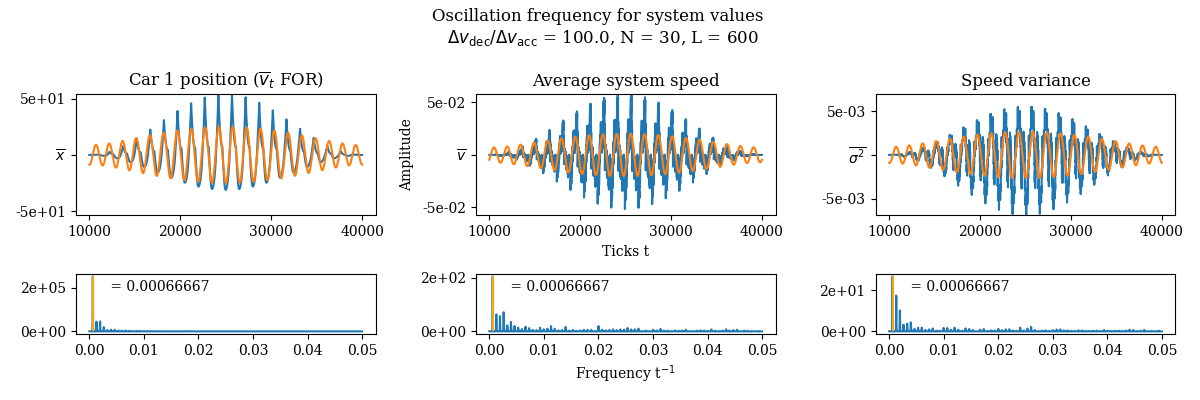 Oscillation frequency for system values
Δv_dec/Δv_acc = 100.0, N = 30, L = 600
Car 1 position (v̅_t FOR)
5e+01
x̅
-5e+01
10000 20000 30000 40000
Average system speed
Amplitude
5e-02
v̅
-5e-02
10000 20000 30000 40000
Ticks t
Speed variance
5e-03
σ̅²
-5e-03
10000 20000 30000 40000
2e+05
= 0.00066667
0e+00
0.00 0.01 0.02 0.03 0.04 0.05
2e+02
= 0.00066667
0e+00
0.00 0.01 0.02 0.03 0.04 0.05
Frequency t⁻¹
2e+01
= 0.00066667
0e+00
0.00 0.01 0.02 0.03 0.04 0.05